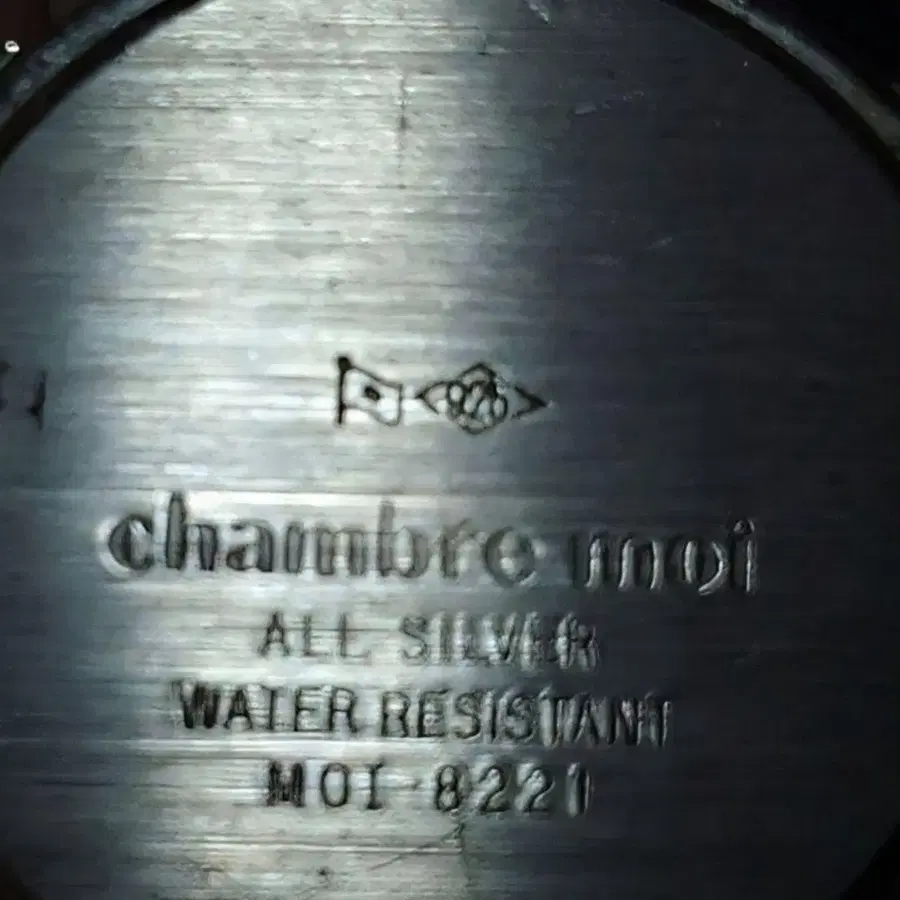 925
chambre moi
ALL SILVER
WATER RESISTANT
MOI-8221